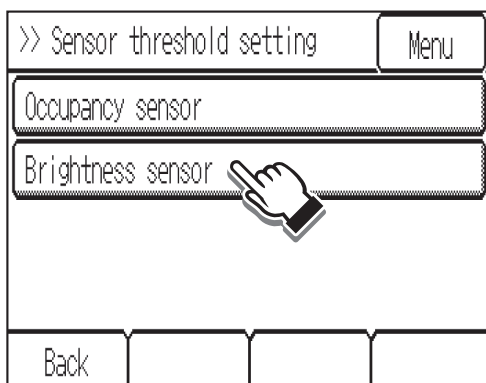 >> Sensor threshold setting
Menu
Occupancy sensor
Brightness sensor
Back